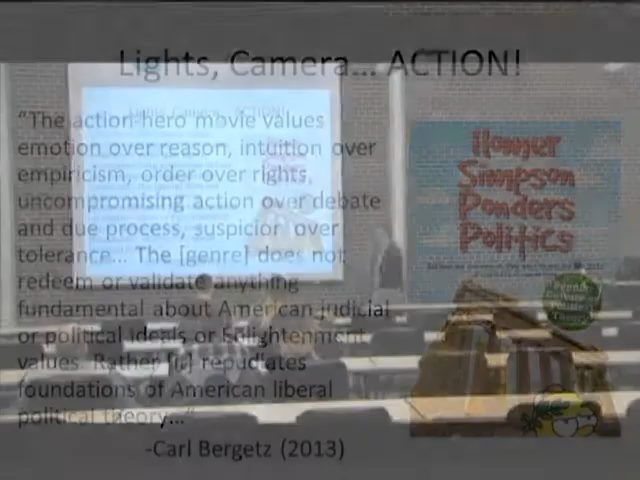 Lights, Camera... ACTION!
"The action-hero movie values
emotion over reason, intuition over
empiricism, order over rights,
uncompromising action over debate
and due process, suspicion over
tolerance... The [genre] does not
redeem or validate anything
fundamental about American judicial
or political ideals or Enlightenment
values. Rather [it] repudiates
foundations of American liberal
political theory..."
-Carl Bergetz (2013)
Homer
Simpson
Ponders
Politics